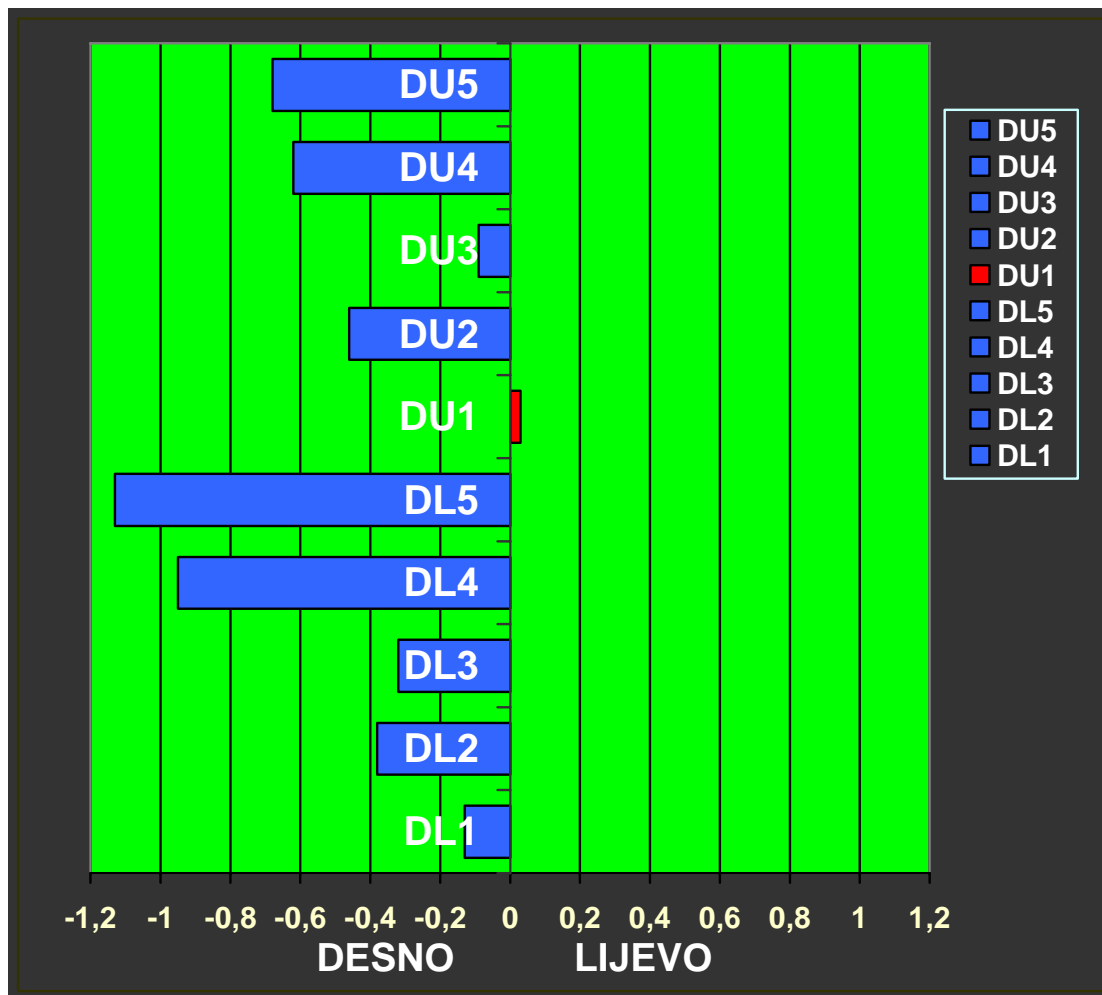 DU5
DU4
DU3
DU2
DU1
DL5
DL4
DL3
DL2
DL1
-1,2 -1 -0,8 -0,6 -0,4 -0,2 0 0,2 0,4 0,6 0,8 1 1,2
DESNO LIJEVO
DU5
DU4
DU3
DU2
DU1
DL5
DL4
DL3
DL2
DL1